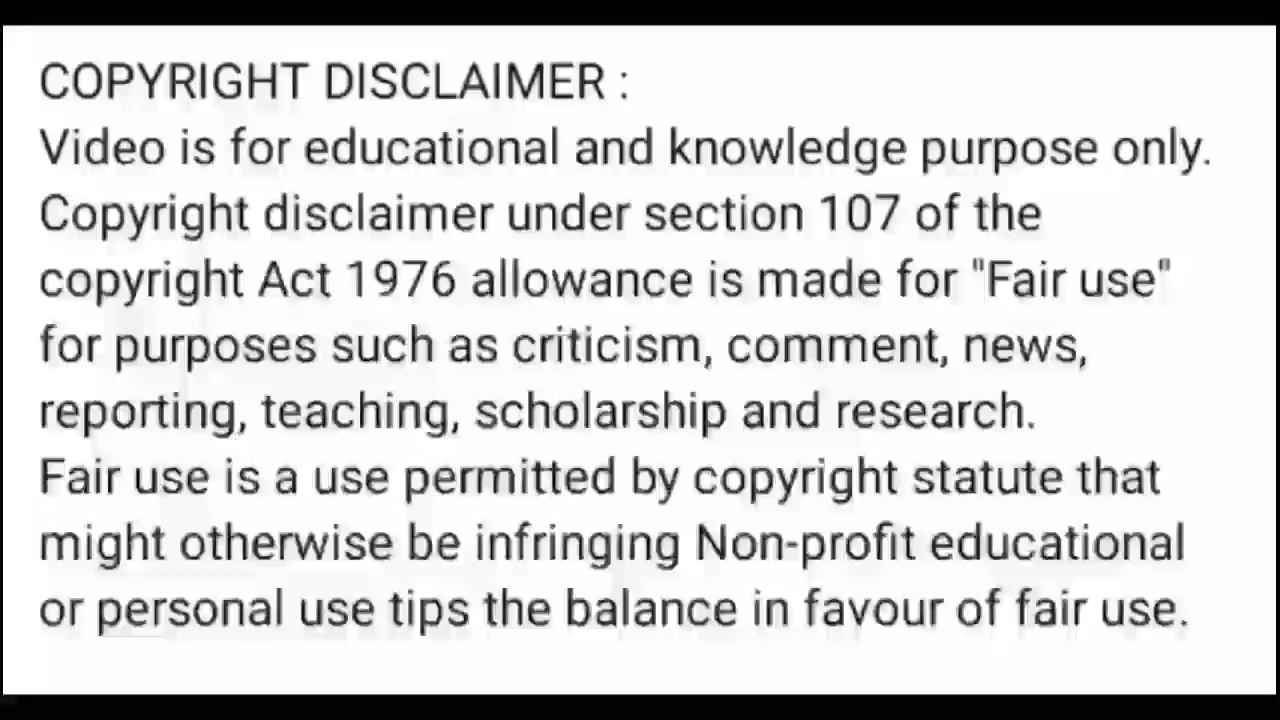 COPYRIGHT DISCLAIMER :
Video is for educational and knowledge purpose only.
Copyright disclaimer under section 107 of the
copyright Act 1976 allowance is made for "Fair use"
for purposes such as criticism, comment, news,
reporting, teaching, scholarship and research.
Fair use is a use permitted by copyright statute that
might otherwise be infringing Non-profit educational
or personal use tips the balance in favour of fair use.